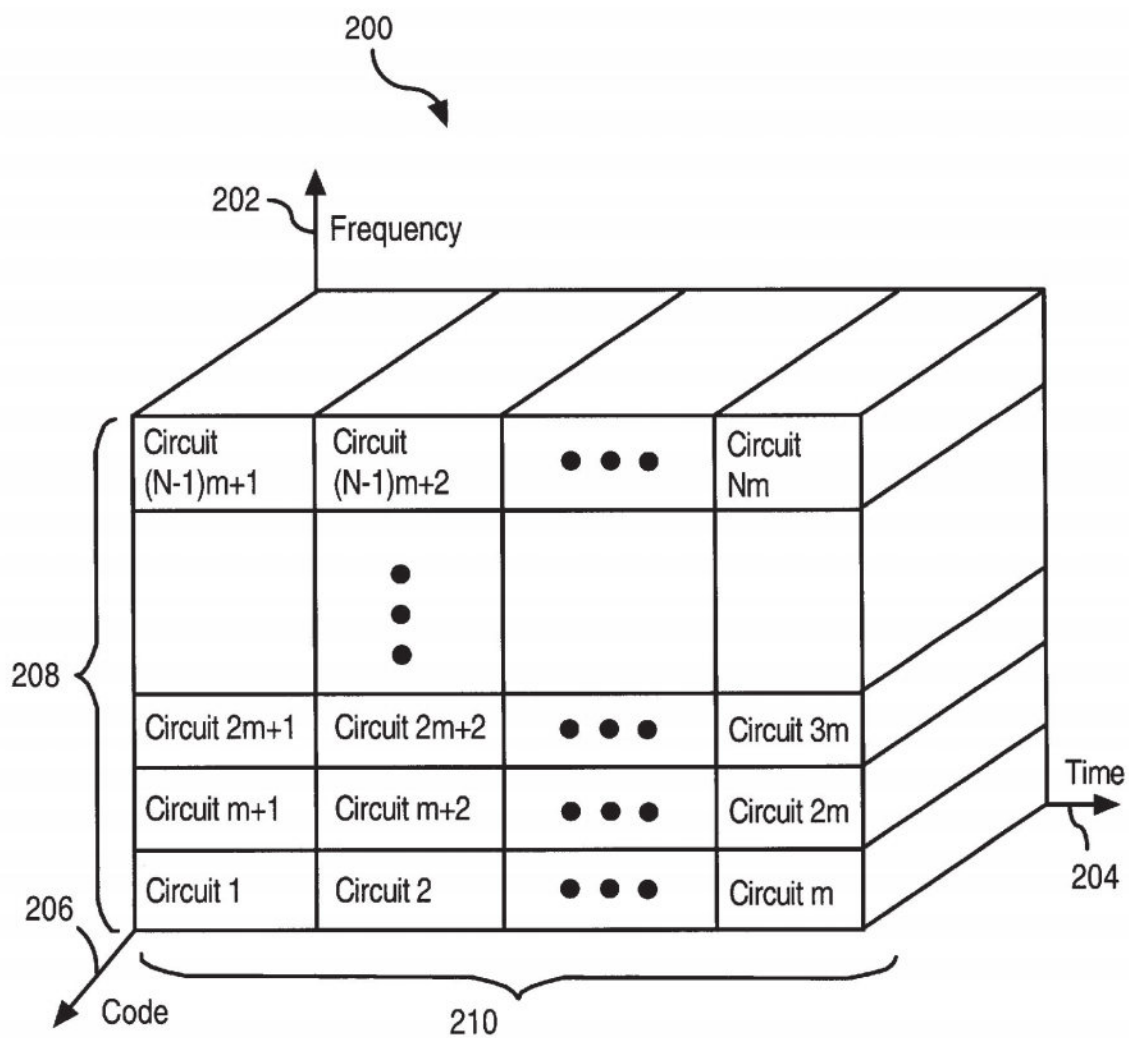 200
202
Frequency
Circuit
(N-1)m+1
Circuit
(N-1)m+2
Circuit
Nm
208
Circuit 2m+1
Circuit 2m+2
Circuit 3m
Time
Circuit m+1
Circuit m+2
Circuit 2m
204
206
Circuit 1
Circuit 2
Circuit m
Code
210